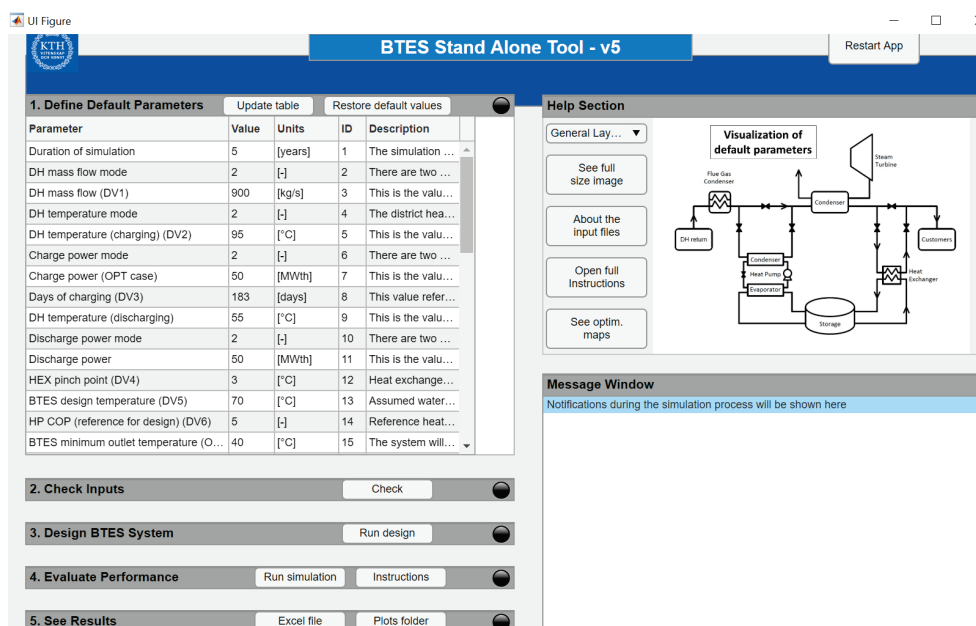 UI Figure
KTH
VETENSKAP
OCH KONST
BTES Stand Alone Tool - v5
Restart App
1. Define Default Parameters Update table Restore default values
Parameter Value Units ID Description
Duration of simulation 5 [years] 1 The simulation ...
DH mass flow mode 2 [-] 2 There are two ...
DH mass flow (DV1) 900 [kg/s] 3 This is the valu...
DH temperature mode 2 [-] 4 The district hea...
DH temperature (charging) (DV2) 95 [°C] 5 This is the valu...
Charge power mode 2 [-] 6 There are two ...
Charge power (OPT case) 50 [MWth] 7 This is the valu...
Days of charging (DV3) 183 [days] 8 This value refer...
DH temperature (discharging) 55 [°C] 9 This is the valu...
Discharge power mode 2 [-] 10 There are two ...
Discharge power 50 [MWth] 11 This is the valu...
HEX pinch point (DV4) 3 [°C] 12 Heat exchange...
BTES design temperature (DV5) 70 [°C] 13 Assumed water...
HP COP (reference for design) (DV6) 5 [-] 14 Reference heat...
BTES minimum outlet temperature (O... 40 [°C] 15 The system will...
2. Check Inputs Check
3. Design BTES System Run design
4. Evaluate Performance Run simulation Instructions
5. See Results Excel file Plots folder
Help Section
General Lay...
See full
size image
About the
input files
Open full
Instructions
See optim.
maps
Visualization of
default parameters
Steam
Turbine
Flue Gas
Condenser
Condenser
DH return
Customers
Condenser
Heat Pump
Evaporator
Heat
Exchanger
Storage
Message Window
Notifications during the simulation process will be shown here